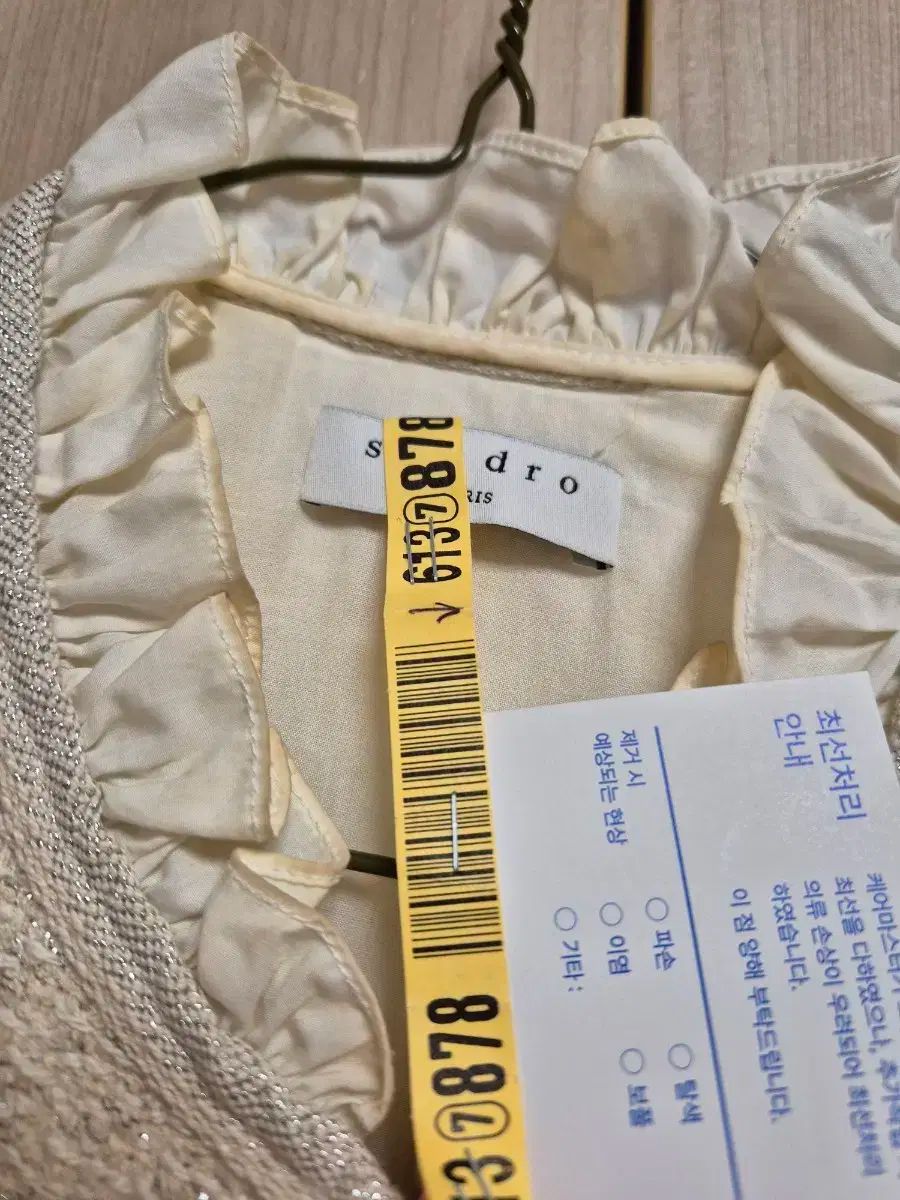 s dro
RIS
878
878
최선처리
안내
최선을 다하였으나,
의류 손상이 우려되어 최선처리
하였습니다.
이 점 양해 부탁드립니다.
제거 시
예상되는 현상
○ 파손 ○ 탈색
○ 이염 ○ 보풀
○ 기타 :